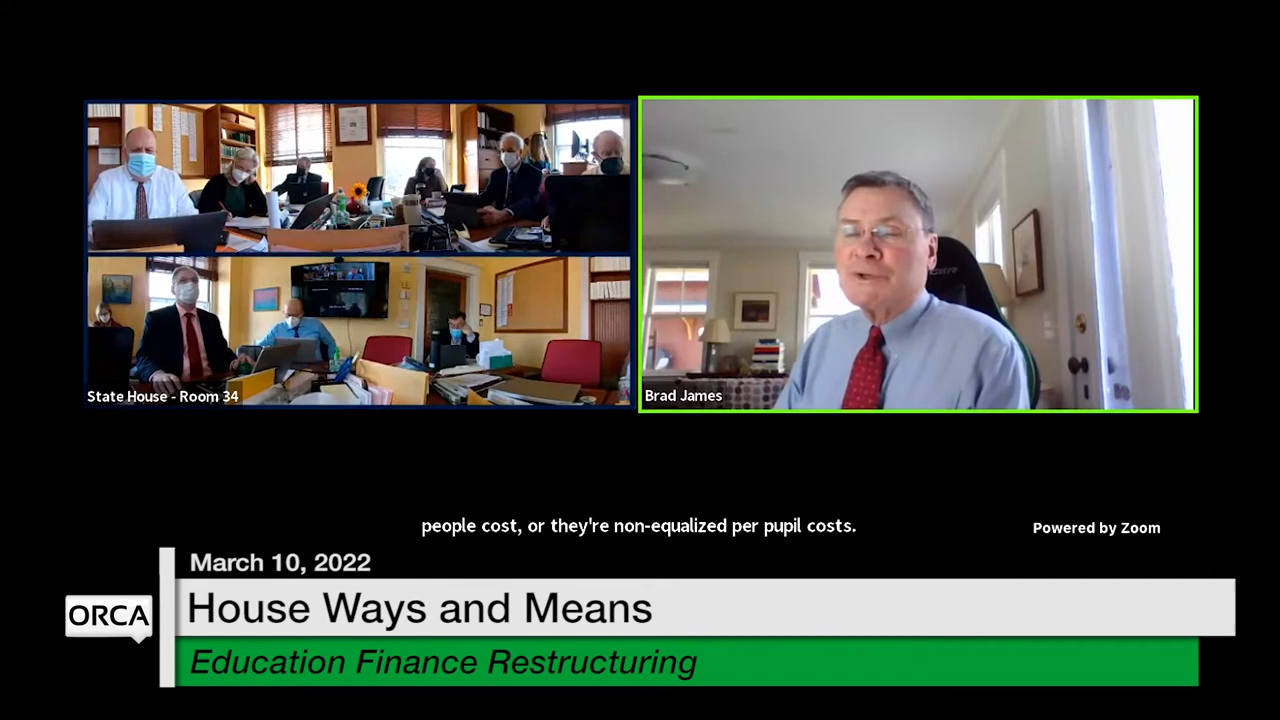 State House - Room 34
Brad James
people cost, or they're non-equalized per pupil costs.
Powered by Zoom
March 10, 2022
ORCA
House Ways and Means
Education Finance Restructuring